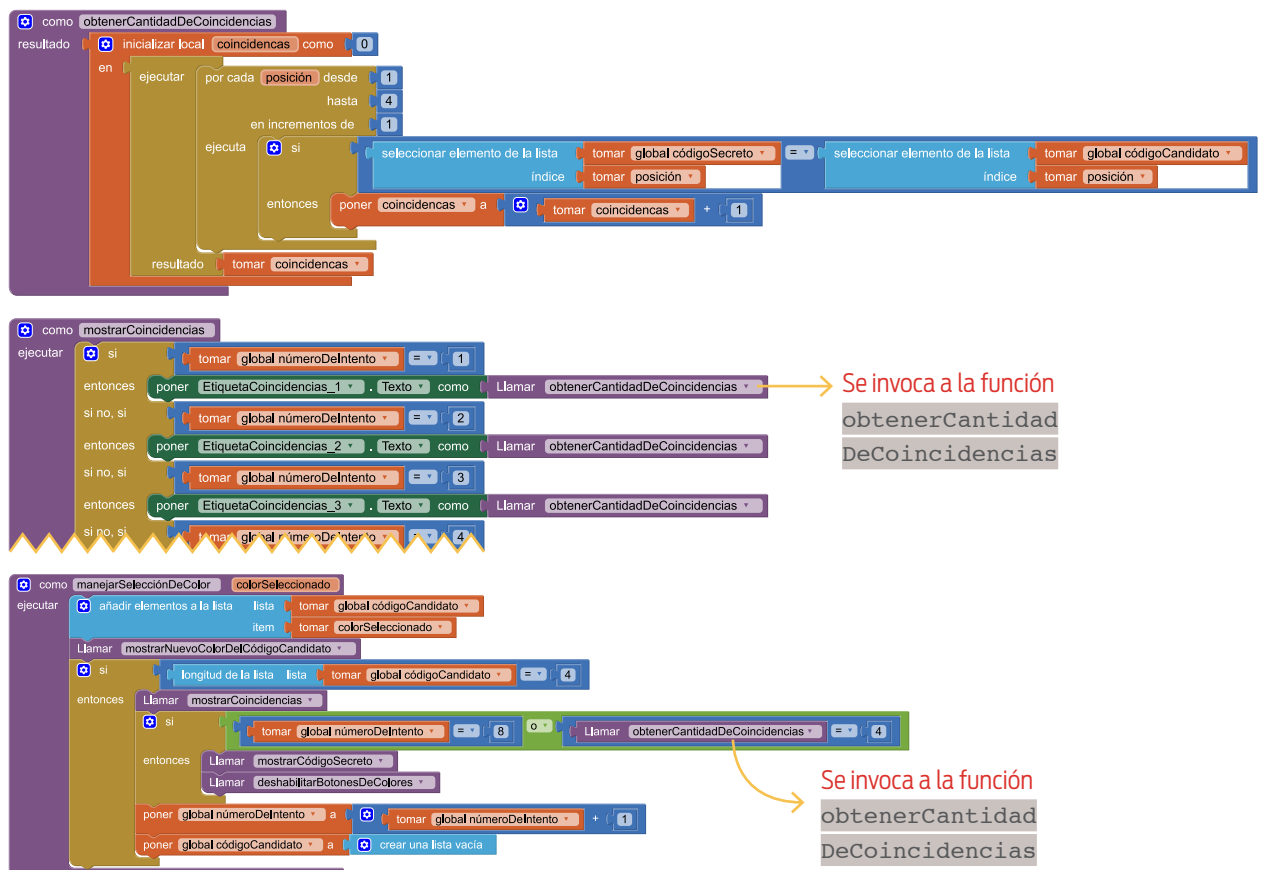 como obtenerCantidadDeCoincidencias
resultado inicializar local coincidencas como 0
en ejecutar por cada posición desde 1
hasta 4
en incrementos de 1
ejecuta si seleccionar elemento de la lista tomar global códigoSecreto = seleccionar elemento de la lista tomar global códigoCandidato
índice tomar posición índice tomar posición
entonces poner coincidencas a tomar coincidencas + 1
resultado tomar coincidencas
como mostrarCoincidencias
ejecutar si tomar global númeroDeIntento = 1
entonces poner EtiquetaCoincidencias_1 . Texto como Llamar obtenerCantidadDeCoincidencias
si no, si tomar global númeroDeIntento = 2
entonces poner EtiquetaCoincidencias_2 . Texto como Llamar obtenerCantidadDeCoincidencias
si no, si tomar global númeroDeIntento = 3
entonces poner EtiquetaCoincidencias_3 . Texto como Llamar obtenerCantidadDeCoincidencias
si no, si tomar global númeroDeIntento = 4
Se invoca a la función
obtenerCantidad
DeCoincidencias
como manejarSelecciónDeColor colorSeleccionado
ejecutar añadir elementos a la lista lista tomar global códigoCandidato
item tomar colorSeleccionado
Llamar mostrarNuevoColorDelCódigoCandidato
si longitud de la lista lista tomar global códigoCandidato = 4
entonces Llamar mostrarCoincidencias
si tomar global númeroDeIntento = 8 o Llamar obtenerCantidadDeCoincidencias = 4
entonces Llamar mostrarCódigoSecreto
Llamar deshabilitarBotonesDeColores
poner global númeroDeIntento a tomar global númeroDeIntento + 1
poner global códigoCandidato a crear una lista vacía
Se invoca a la función
obtenerCantidad
DeCoincidencias